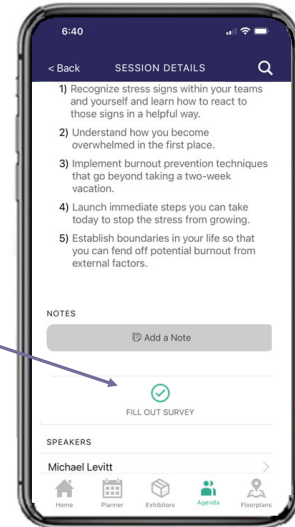 6:40
< Back SESSION DETAILS
1) Recognize stress signs within your teams
and yourself and learn how to react to
those signs in a helpful way.
2) Understand how you become
overwhelmed in the first place.
3) Implement burnout prevention techniques
that go beyond taking a two-week
vacation.
4) Launch immediate steps you can take
today to stop the stress from growing.
5) Establish boundaries in your life so that
you can fend off potential burnout from
external factors.
NOTES
Add a Note
FILL OUT SURVEY
SPEAKERS
Michael Levitt >
Home Planner Exhibitors Agenda Floorplans